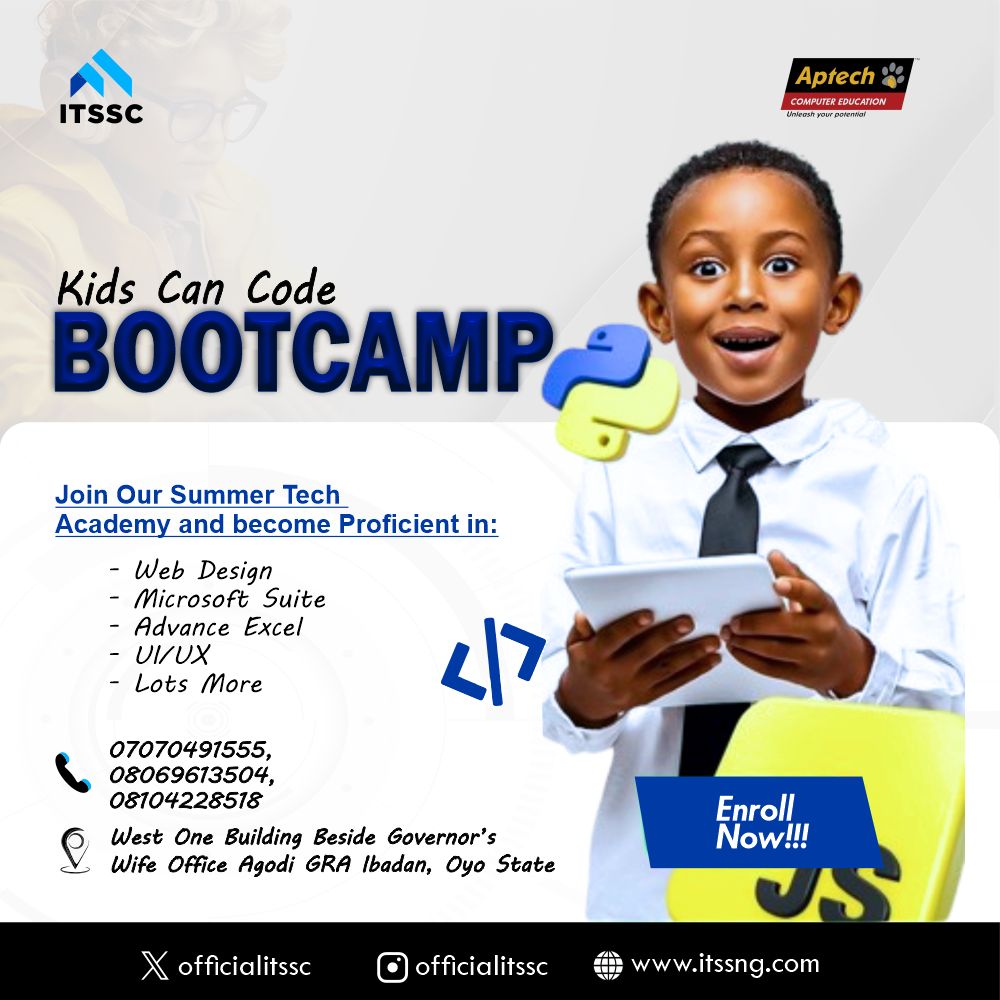 ITSSC
Aptech
COMPUTER EDUCATION
Unleash your potential
Kids Can Code
BOOTCAMP
Join Our Summer Tech
Academy and become Proficient in:
- Web Design
- Microsoft Suite
- Advance Excel
- UI/UX
- Lots More
</>
07070491555,
08069613504,
08104228518
West One Building Beside Governor's
Wife Office Agodi GRA Ibadan, Oyo State
Enroll
Now!!!
JS
officialitssc
officialitssc
www.itssng.com